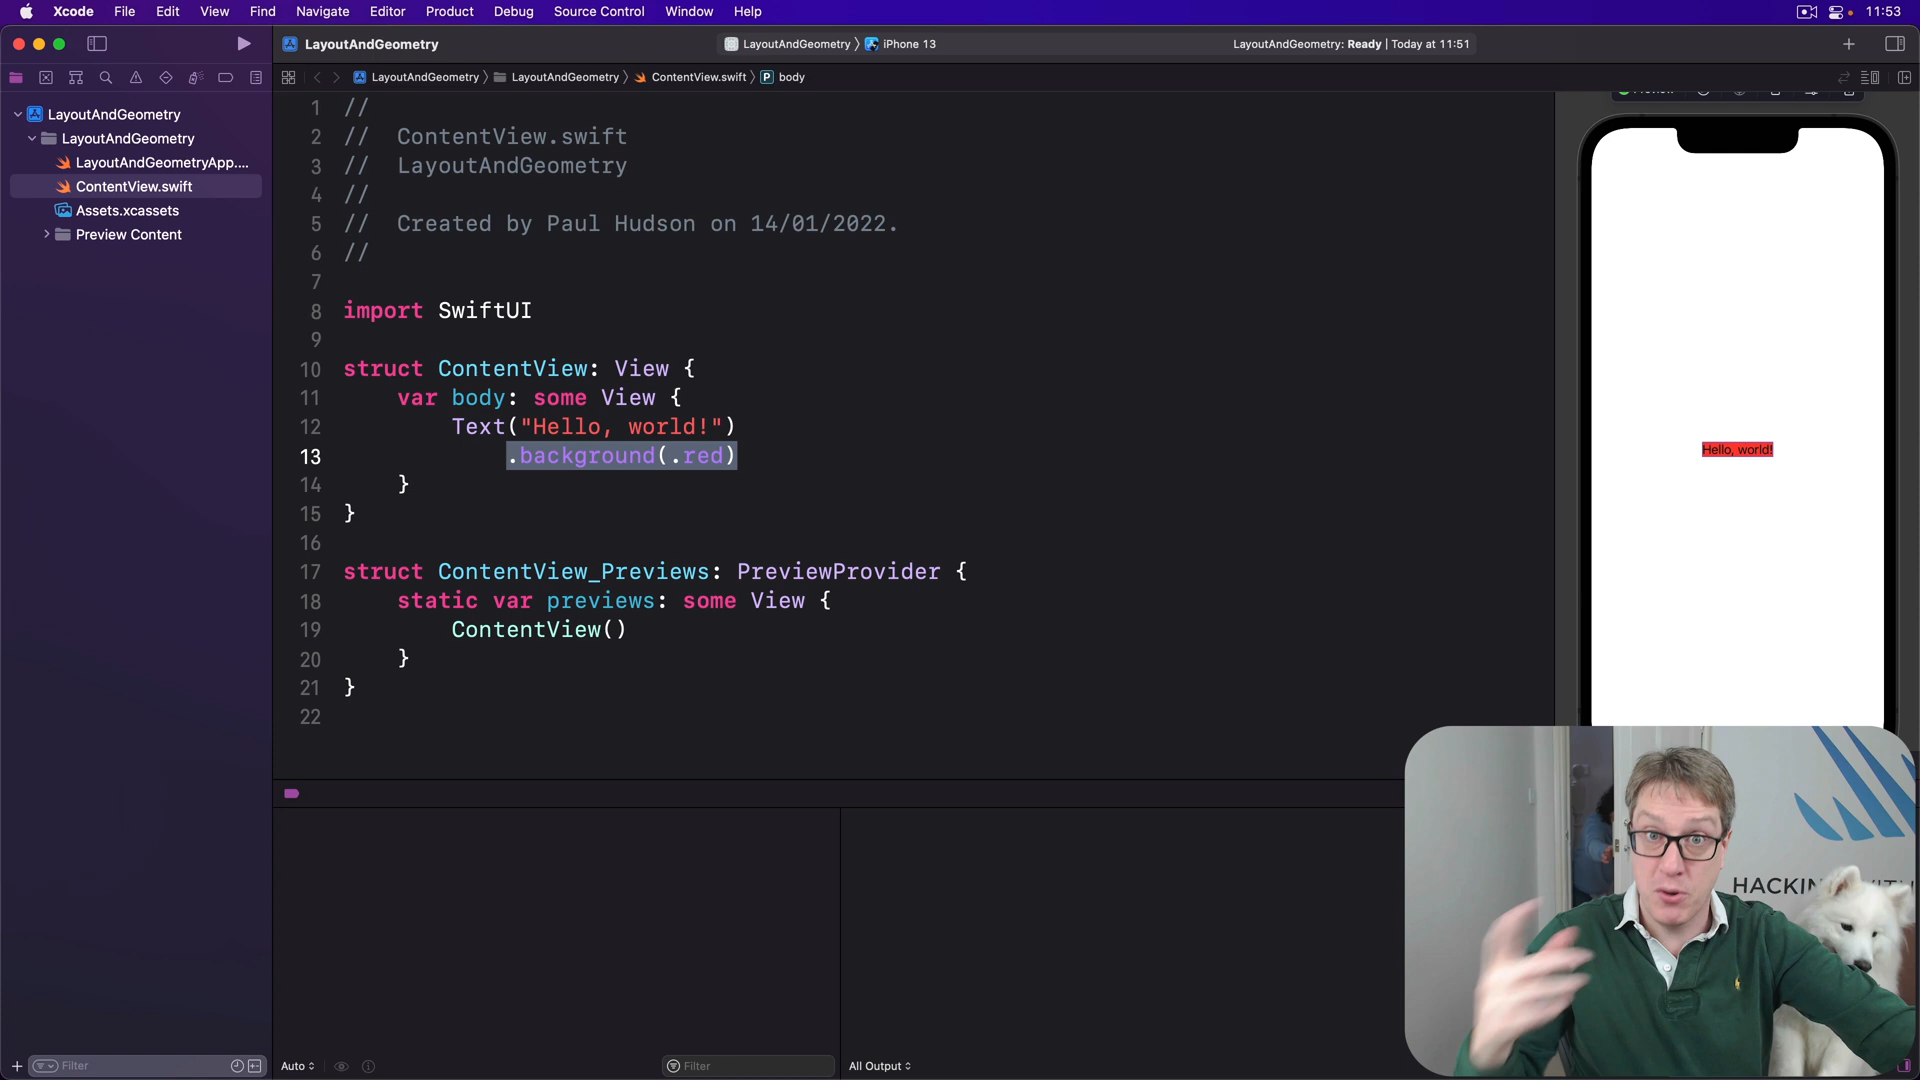 Xcode File Edit View Find Navigate Editor Product Debug Source Control Window Help 11:53
LayoutAndGeometry LayoutAndGeometry iPhone 13 LayoutAndGeometry: Ready | Today at 11:51
LayoutAndGeometry LayoutAndGeometry ContentView.swift P body
LayoutAndGeometry
LayoutAndGeometry
LayoutAndGeometryApp....
ContentView.swift
Assets.xcassets
Preview Content
1 //
2 // ContentView.swift
3 // LayoutAndGeometry
4 //
5 // Created by Paul Hudson on 14/01/2022.
6 //
7
8 import SwiftUI
9
10 struct ContentView: View {
11 var body: some View {
12 Text("Hello, world!")
13 .background(.red)
14 }
15 }
16
17 struct ContentView_Previews: PreviewProvider {
18 static var previews: some View {
19 ContentView()
20 }
21 }
22
Hello, world!
HACKIN
Filter
Auto
Filter
All Output